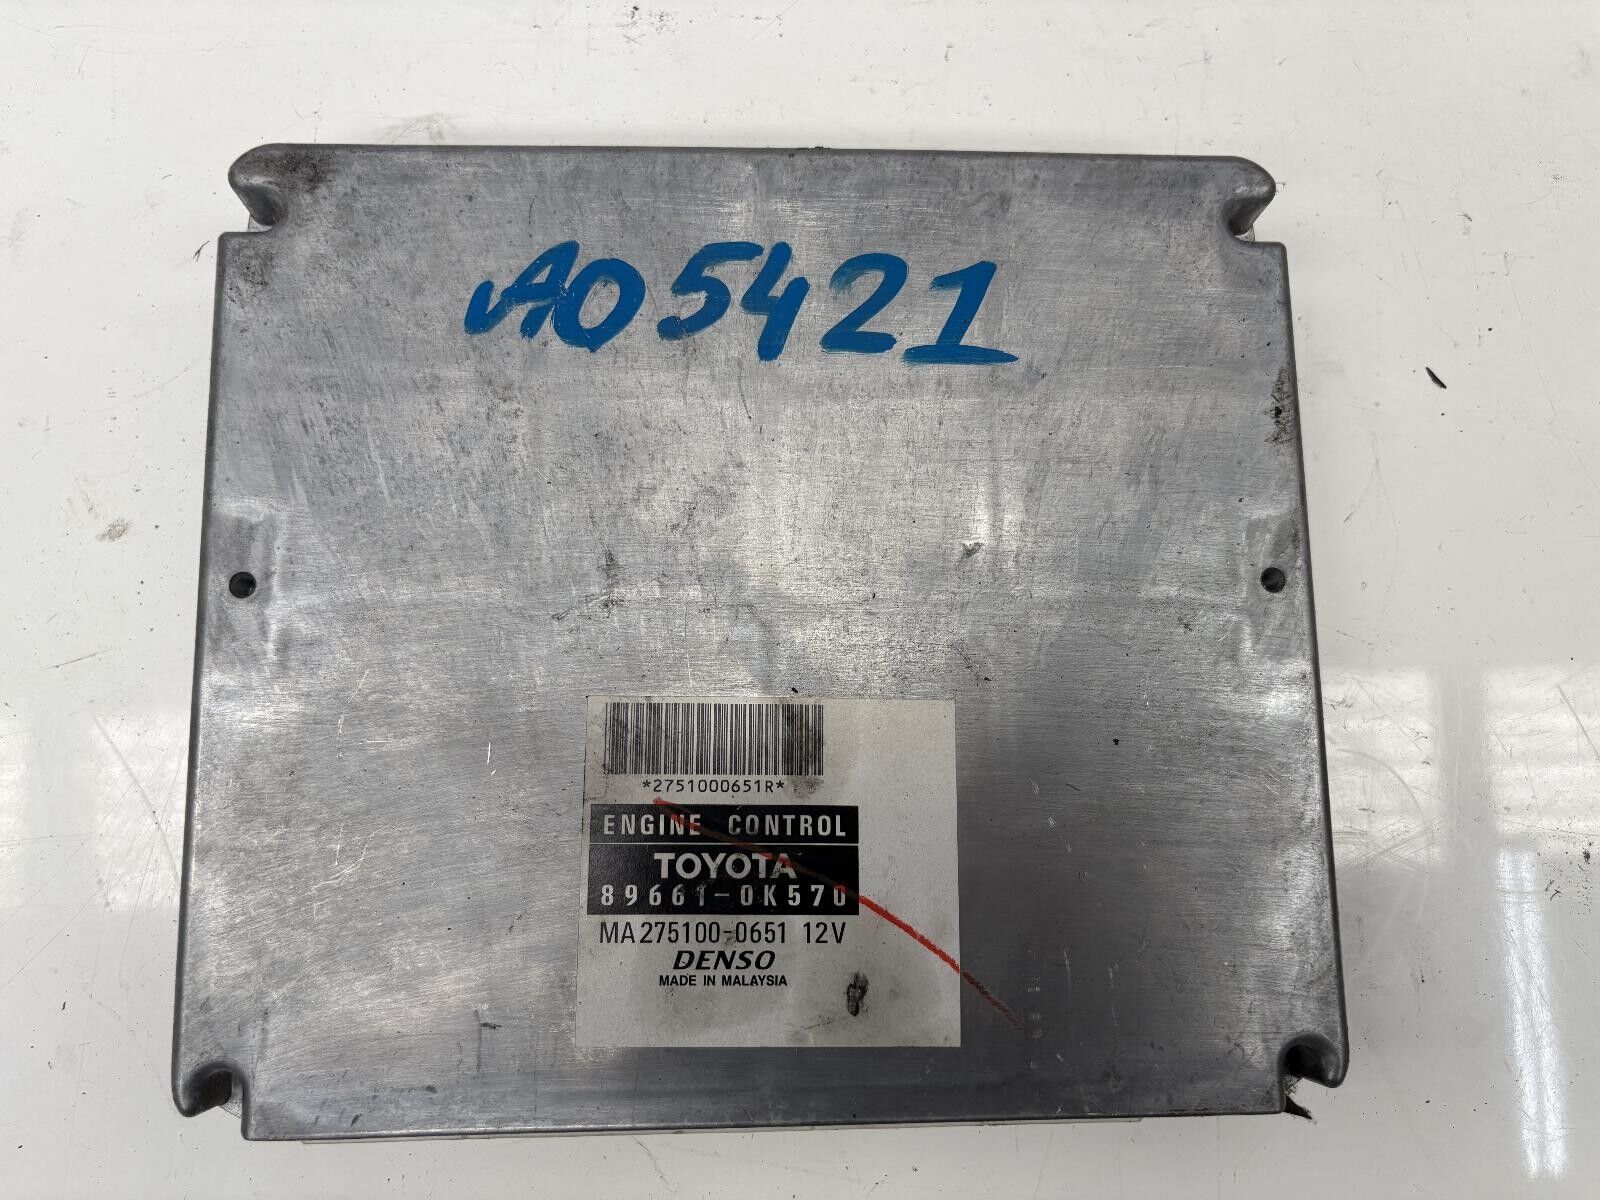 A05421
*2751000651R*
ENGINE CONTROL
TOYOTA
89661-0K570
MA275100-0651 12V
DENSO
MADE IN MALAYSIA